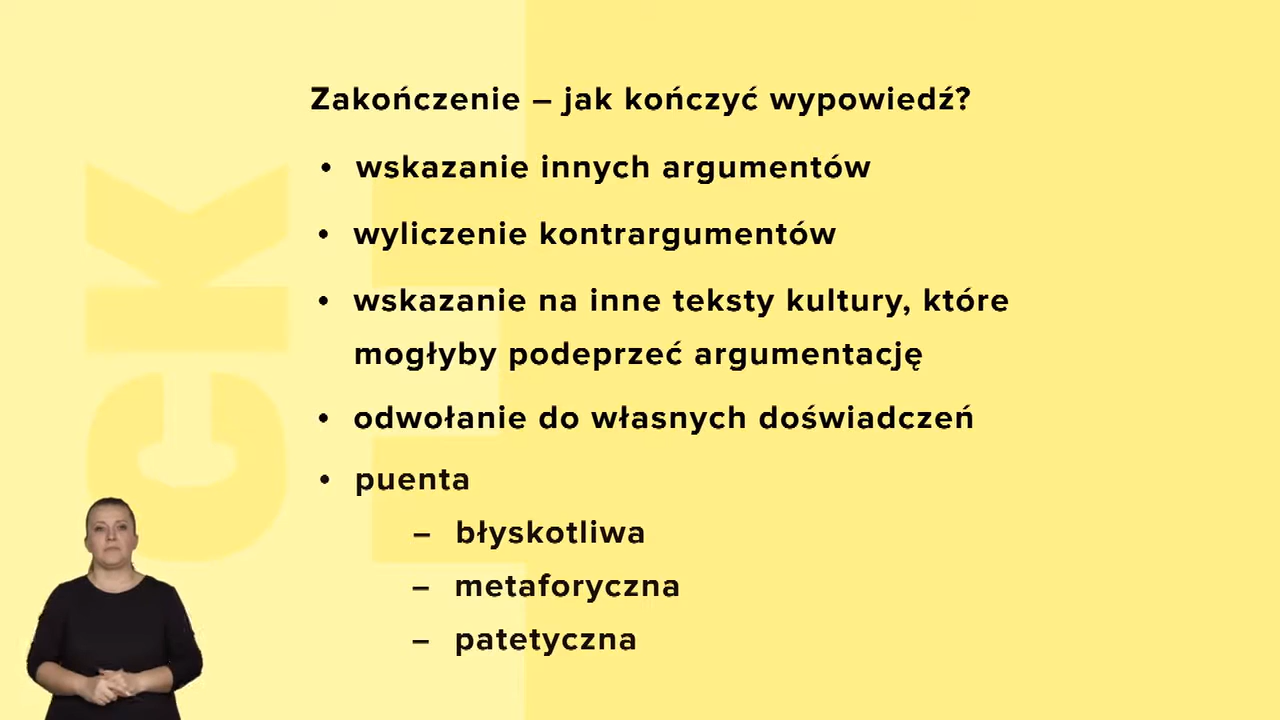 Zakończenie – jak kończyć wypowiedź?
• wskazanie innych argumentów
• wyliczenie kontrargumentów
• wskazanie na inne teksty kultury, które
mogłyby podeprzeć argumentację
• odwołanie do własnych doświadczeń
• puenta
– błyskotliwa
– metaforyczna
– patetyczna